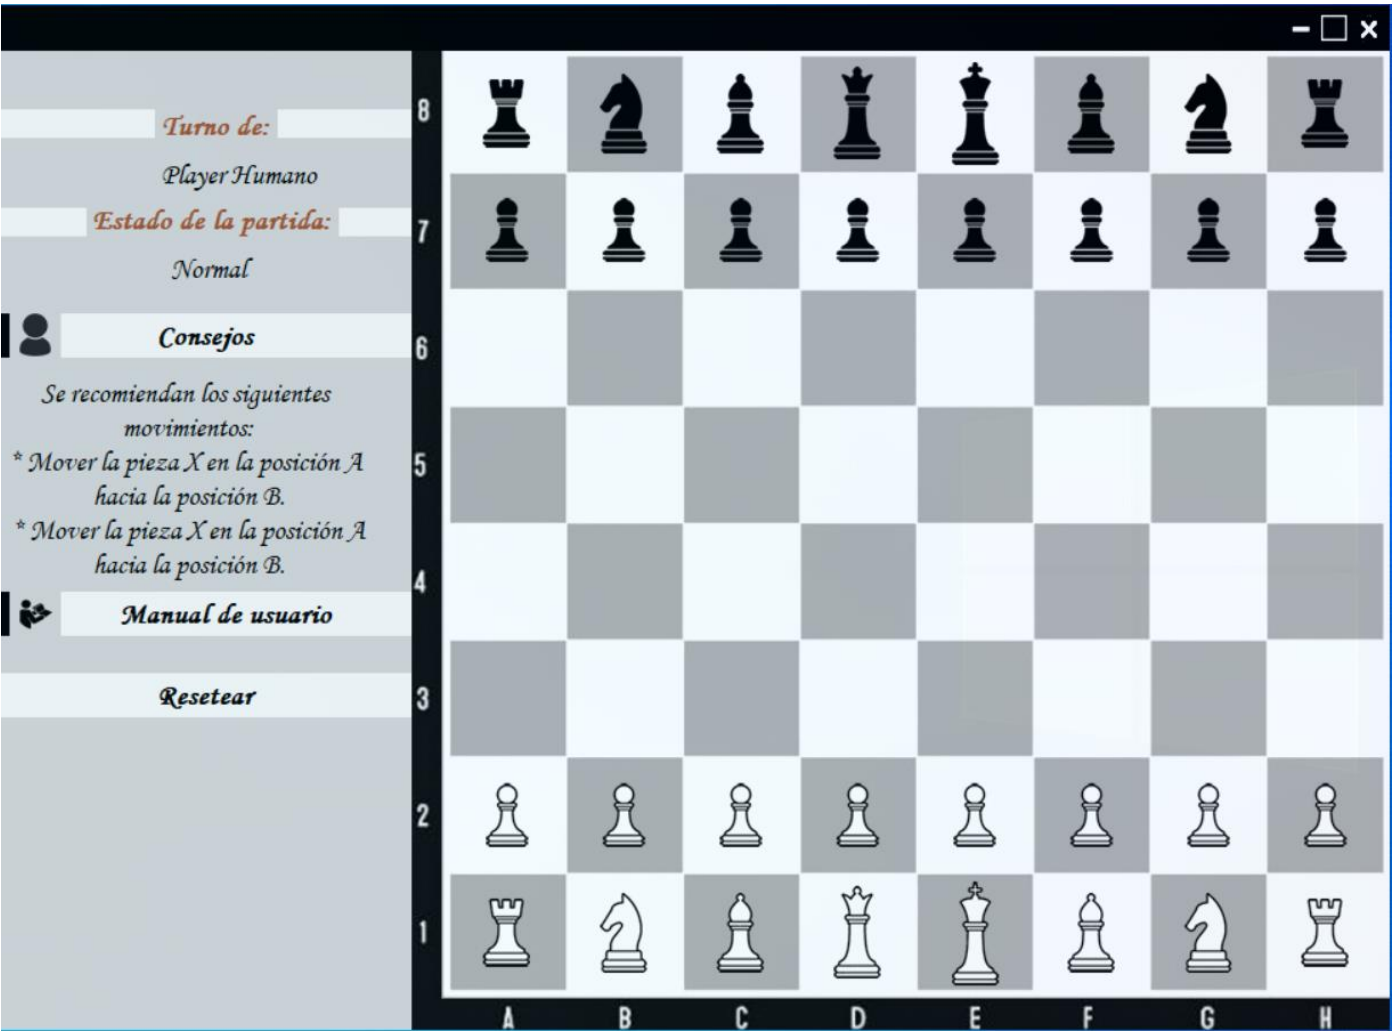 Turno de:
Player Humano
Estado de la partida:
Normal
Consejos
Se recomiendan los siguientes
movimientos:
* Mover la pieza X en la posición A
hacia la posición B.
* Mover la pieza X en la posición A
hacia la posición B.
Manual de usuario
Resetear
8
7
6
5
4
3
2
1
A B C D E F G H